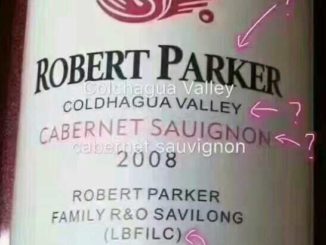 ?
ROBERT PARKER
Colchagua Valley
COLDHAGUA VALLEY ?
CABERNET SAUIGNON ?
cabernet sauvignon
2008
ROBERT PARKER
FAMILY R&O SAVILONG
(LBFILC)
?